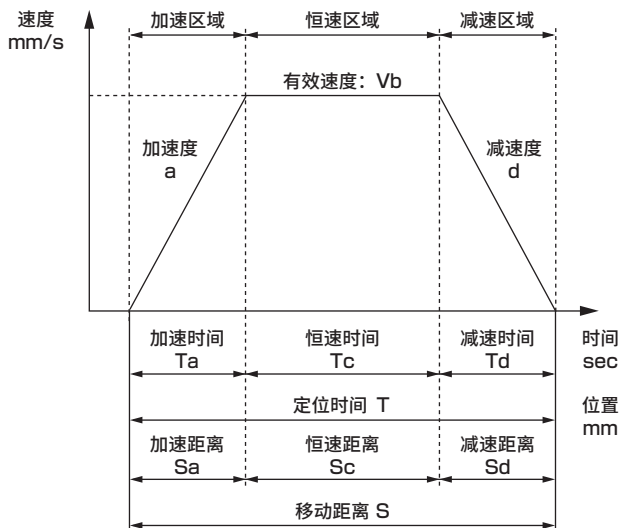 速度
mm/s
加速区域
恒速区域
减速区域
有效速度：Vb
加速度
a
减速度
d
加速时间
Ta
恒速时间
Tc
减速时间
Td
时间
sec
定位时间 T
位置
mm
加速距离
Sa
恒速距离
Sc
减速距离
Sd
移动距离 S